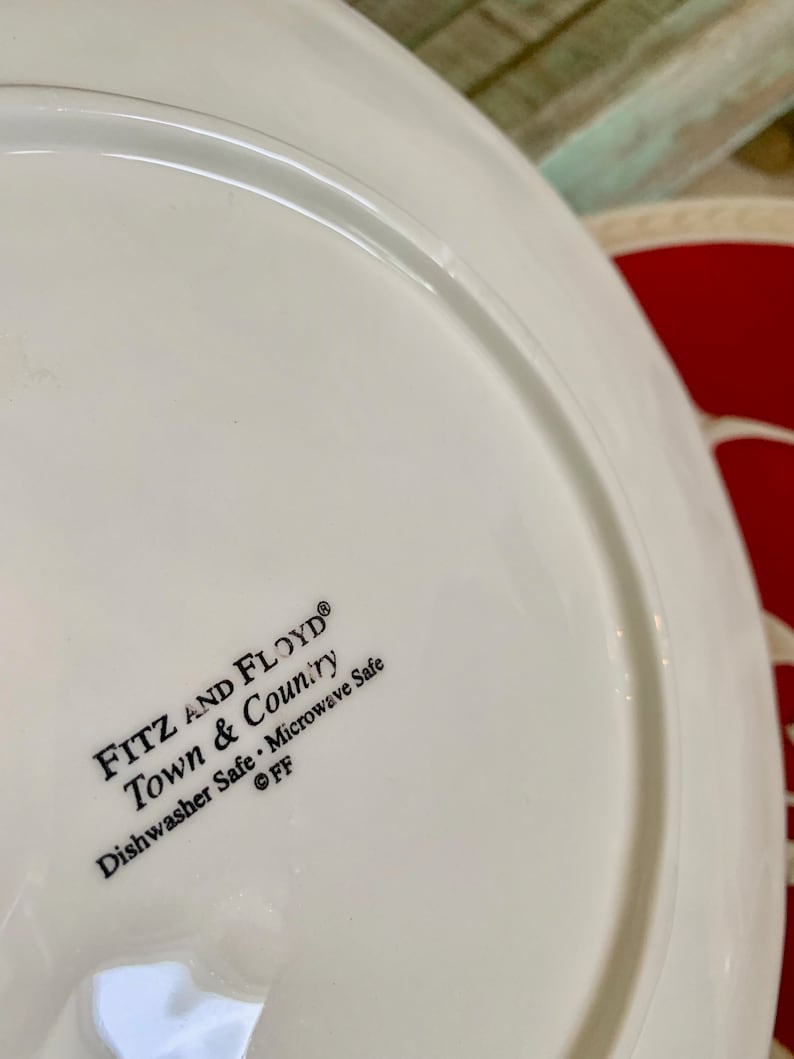 FITZ AND FLOYD®
Town & Country
Dishwasher Safe · Microwave Safe
© FF